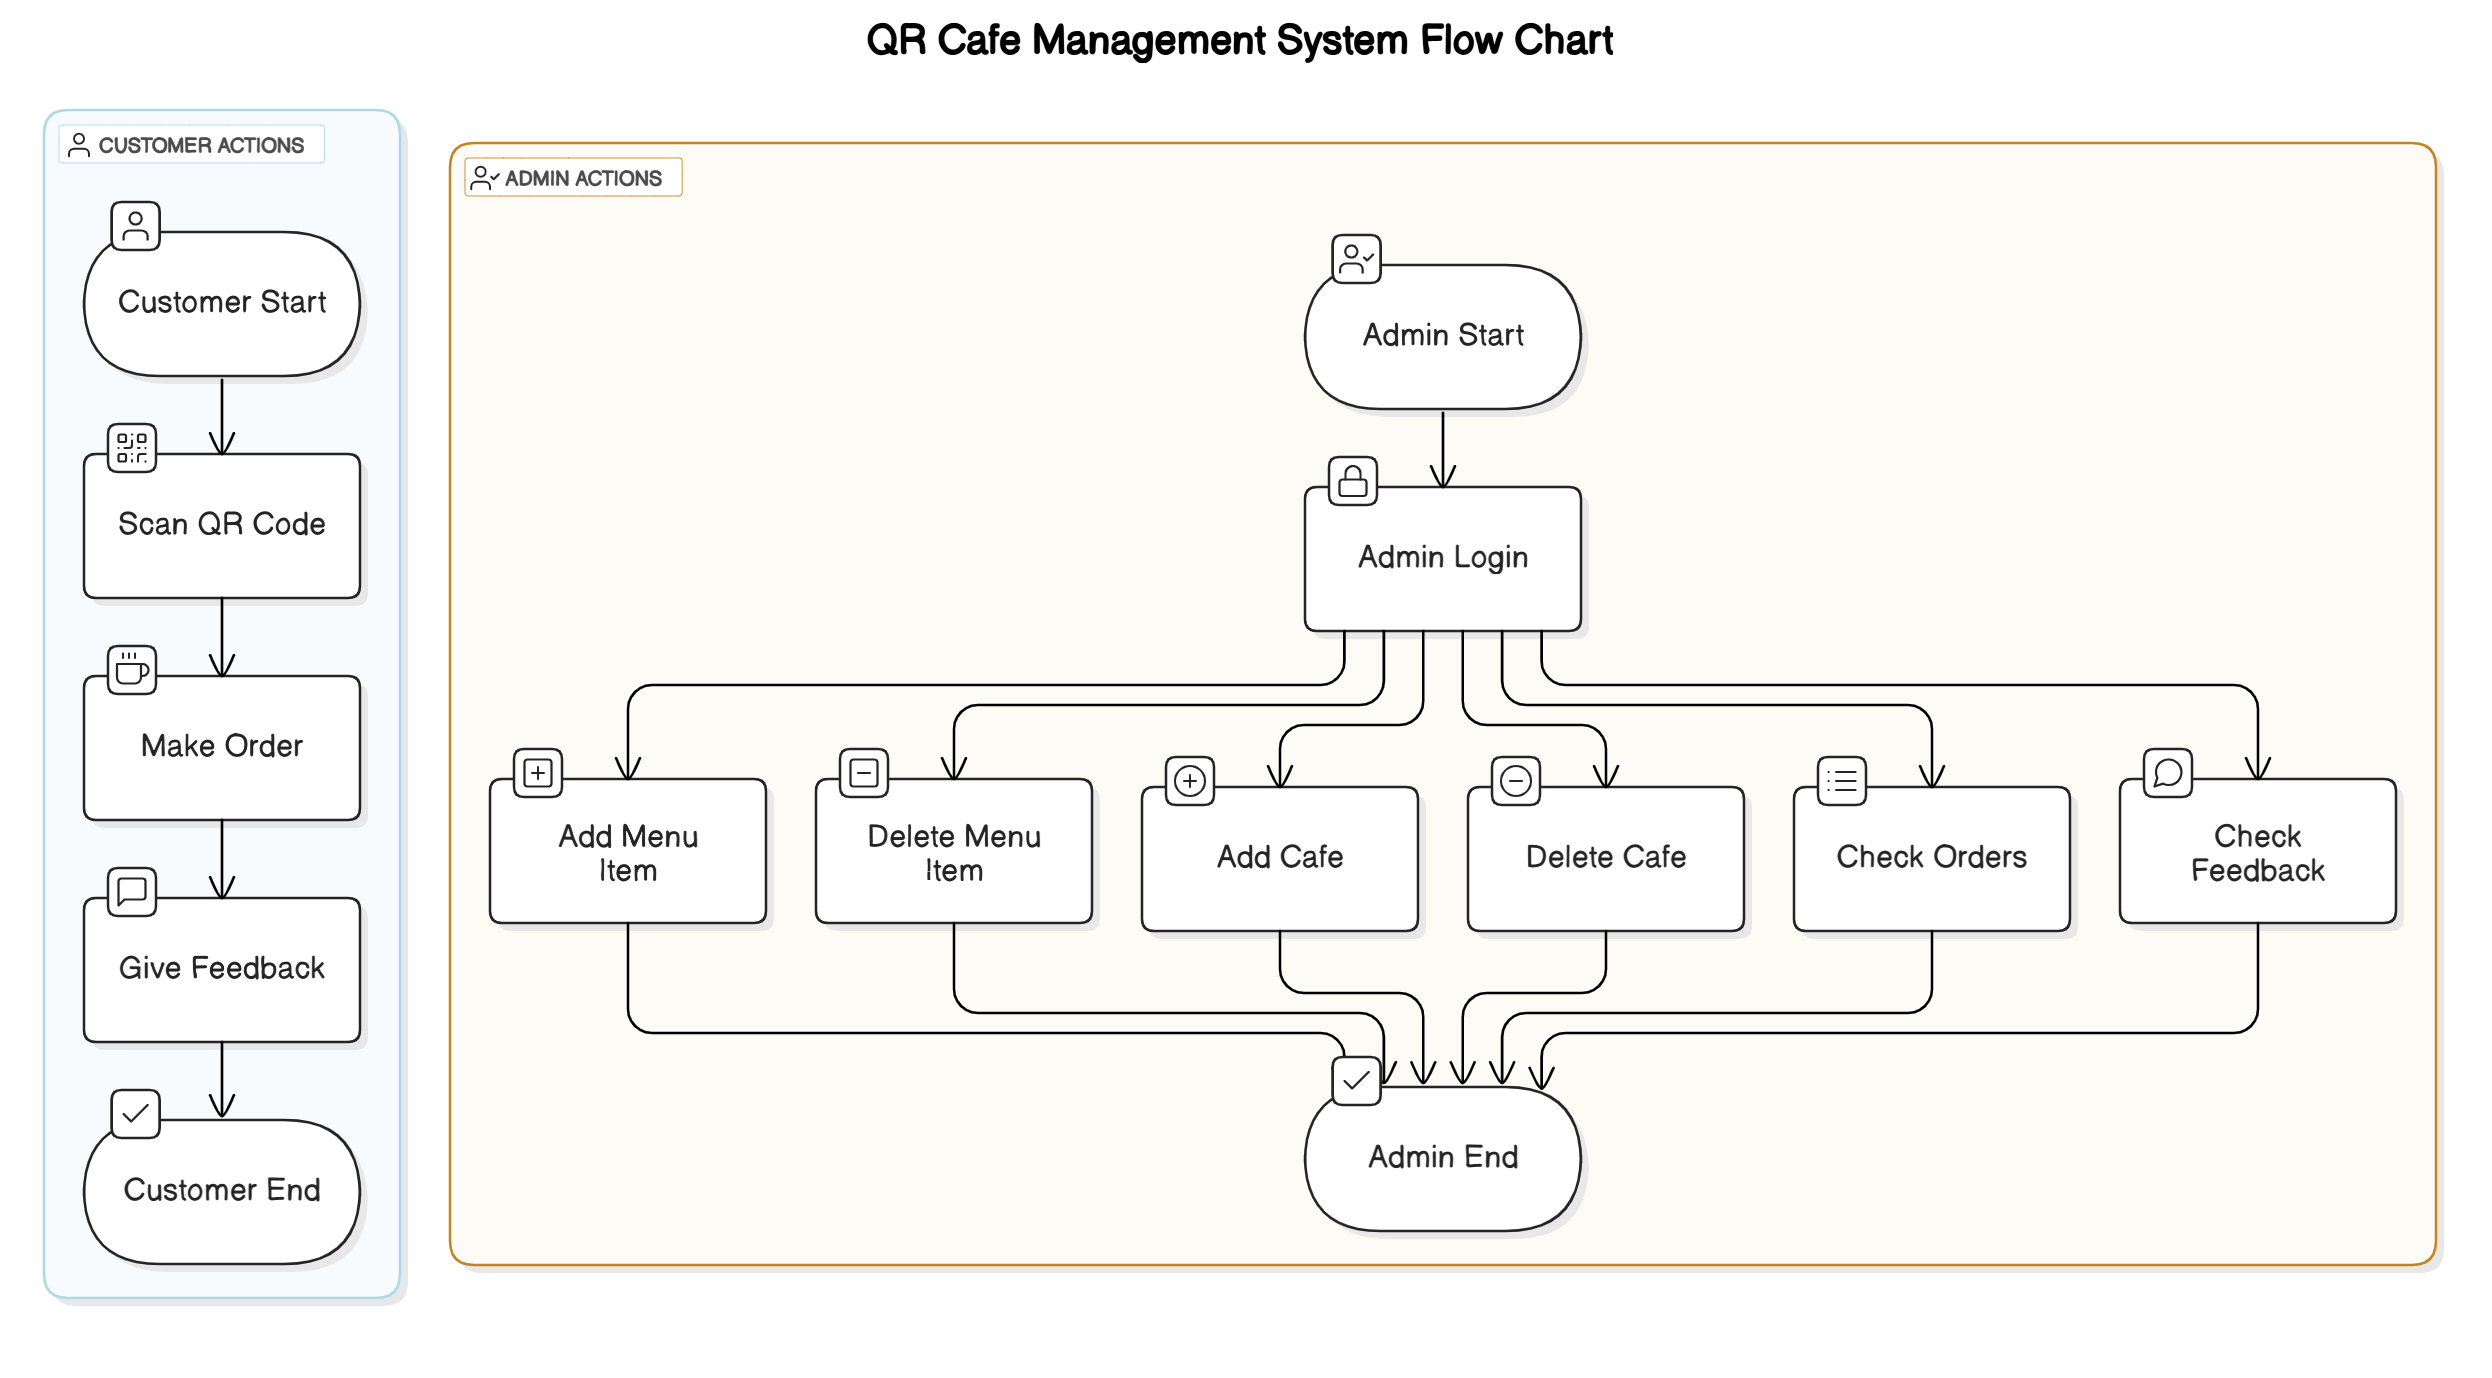 QR Cafe Management System Flow Chart
CUSTOMER ACTIONS
Customer Start
Scan QR Code
Make Order
Give Feedback
Customer End
ADMIN ACTIONS
Admin Start
Admin Login
Add Menu
Item
Delete Menu
Item
Add Cafe
Delete Cafe
Check Orders
Check
Feedback
Admin End